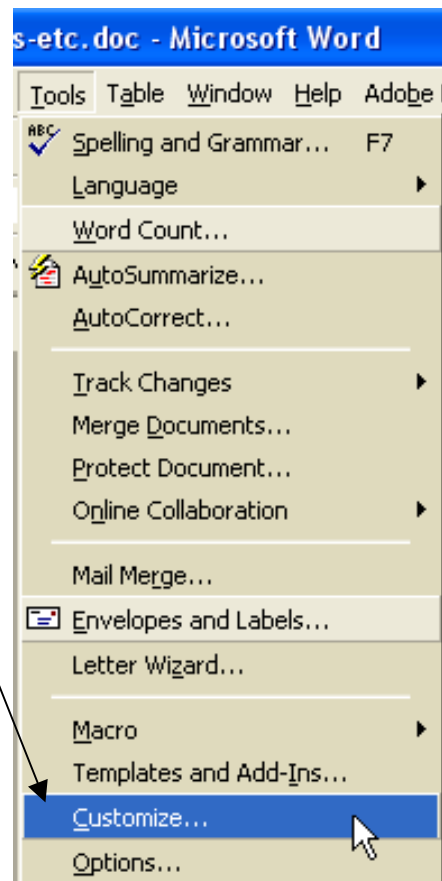 s-etc.doc - Microsoft Word
Tools Table Window Help Adobe
ABC Spelling and Grammar... F7
Language
Word Count...
AutoSummarize...
AutoCorrect...
Track Changes
Merge Documents...
Protect Document...
Online Collaboration
Mail Merge...
Envelopes and Labels...
Letter Wizard...
Macro
Templates and Add-Ins...
Customize...
Options...